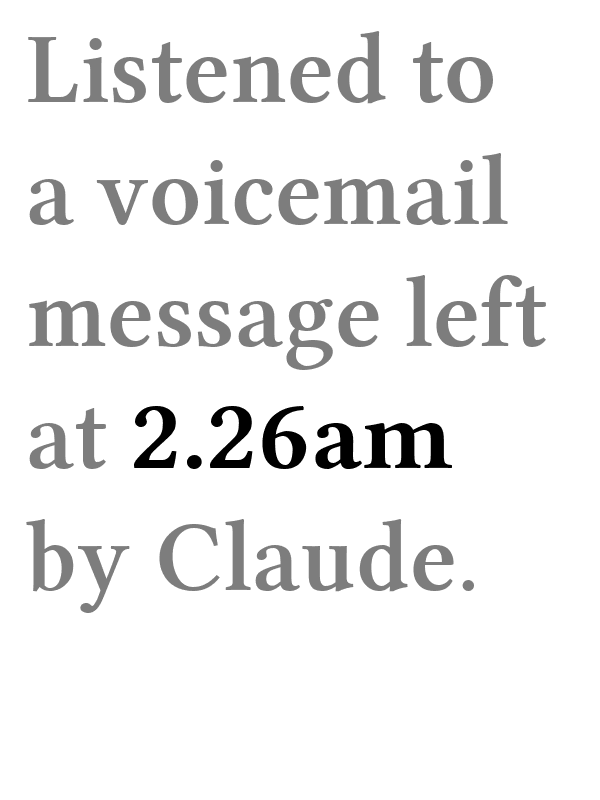 Listened to
a voicemail
message left
at 2.26am
by Claude.